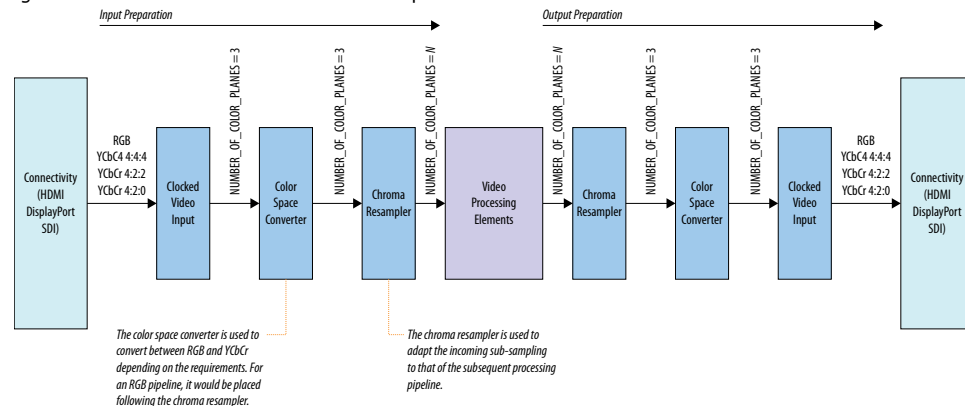 Input Preparation
Output Preparation
Connectivity
(HDMI
DisplayPort
SDI)
RGB
YCbC4 4:4:4
YCbCr 4:2:2
YCbCr 4:2:0
Clocked
Video
Input
NUMBER_OF_COLOR_PLANES = 3
Color
Space
Converter
NUMBER_OF_COLOR_PLANES = 3
Chroma
Resampler
NUMBER_OF_COLOR_PLANES = N
Video
Processing
Elements
NUMBER_OF_COLOR_PLANES = N
Chroma
Resampler
NUMBER_OF_COLOR_PLANES = 3
Color
Space
Converter
NUMBER_OF_COLOR_PLANES = 3
Clocked
Video
Input
RGB
YCbC4 4:4:4
YCbCr 4:2:2
YCbCr 4:2:0
Connectivity
(HDMI
DisplayPort
SDI)
The color space converter is used to
convert between RGB and YCbCr
depending on the requirements. For
an RGB pipeline, it would be placed
following the chroma resampler.
The chroma resampler is used to
adapt the incoming sub-sampling
to that of the subsequent processing
pipeline.